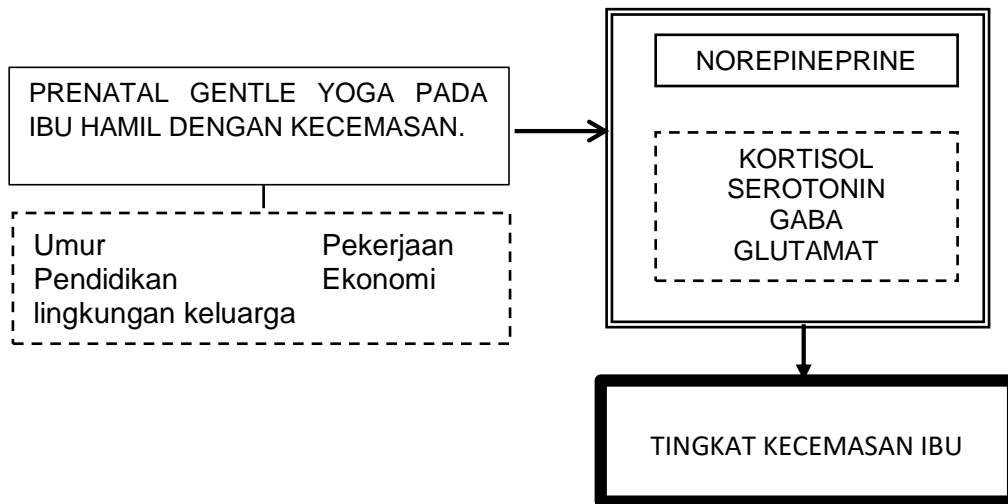 PRENATAL GENTLE YOGA PADA
IBU HAMIL DENGAN KECEMASAN.
Umur Pekerjaan
Pendidikan Ekonomi
lingkungan keluarga
NOREPINEPRINE
KORTISOL
SEROTONIN
GABA
GLUTAMAT
TINGKAT KECEMASAN IBU